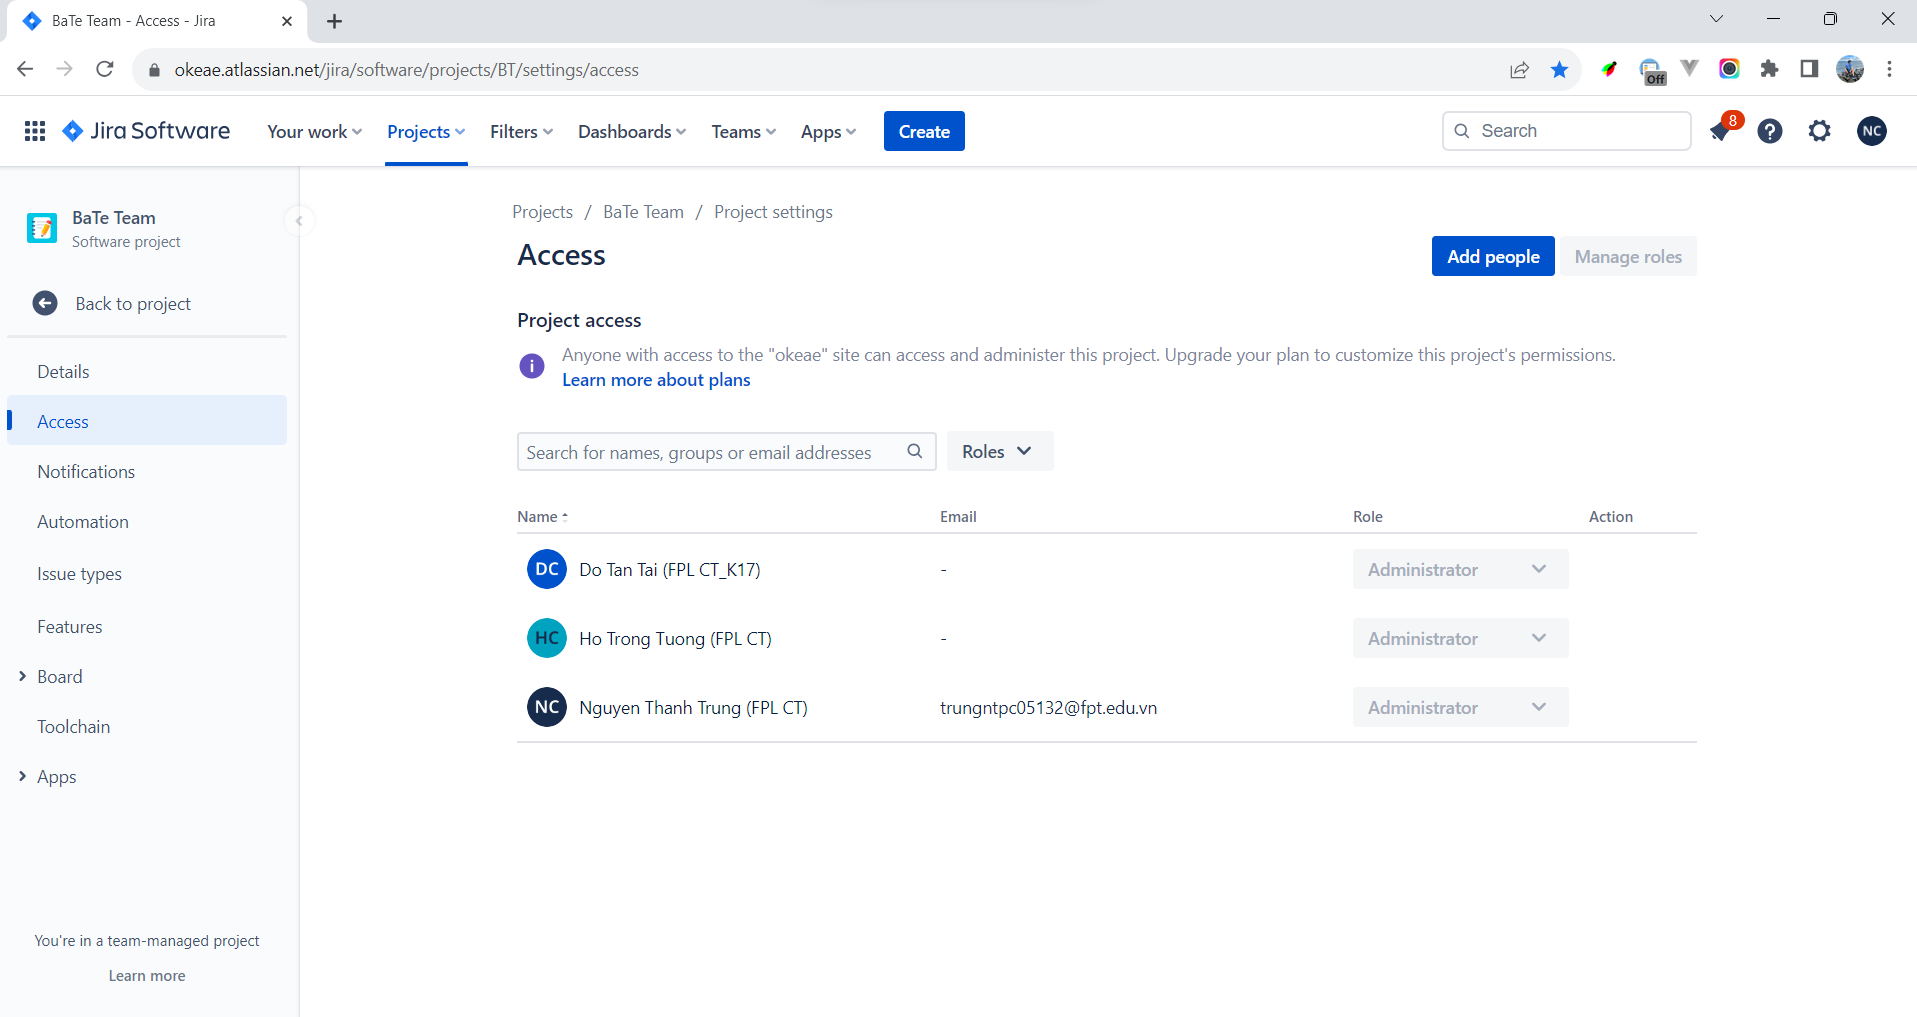 BaTe Team - Access - Jira
okeae.atlassian.net/jira/software/projects/BT/settings/access
Off
Jira Software Your work Projects Filters Dashboards Teams Apps Create Search 8 NC
BaTe Team
Software project
Back to project
Details
Access
Notifications
Automation
Issue types
Features
Board
Toolchain
Apps
You're in a team-managed project
Learn more
Projects / BaTe Team / Project settings
Access
Add people Manage roles
Project access
Anyone with access to the "okeae" site can access and administer this project. Upgrade your plan to customize this project's permissions.
Learn more about plans
Search for names, groups or email addresses Roles
Name Email Role Action
DC Do Tan Tai (FPL CT_K17) - Administrator
HC Ho Trong Tuong (FPL CT) - Administrator
NC Nguyen Thanh Trung (FPL CT) trungntpc05132@fpt.edu.vn Administrator